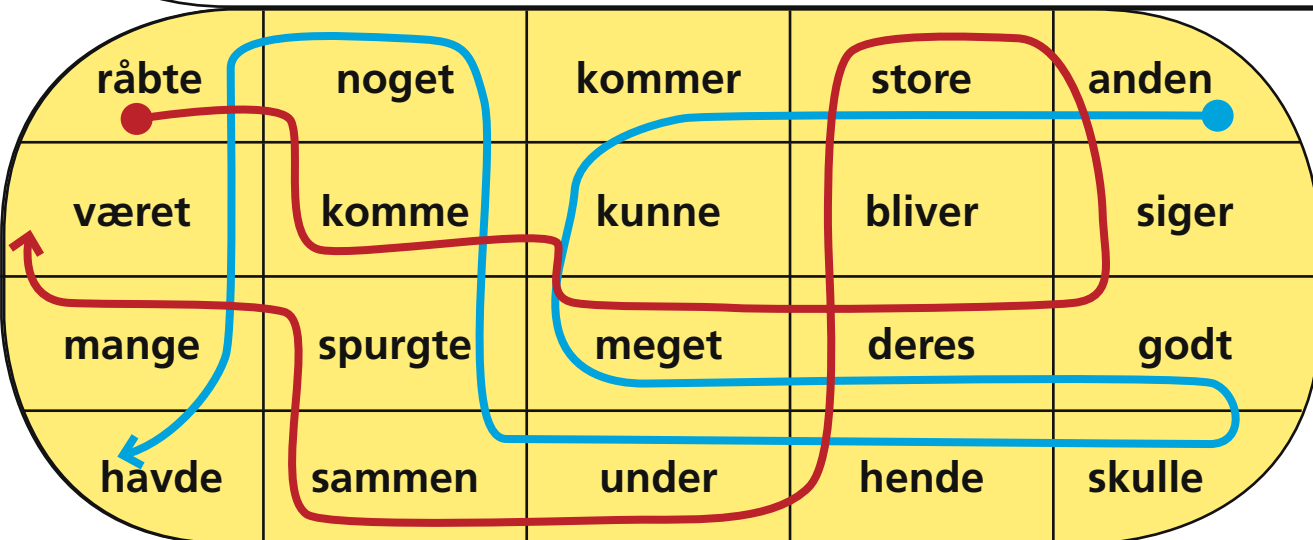 råbte noget kommer store anden
været komme kunne bliver siger
mange spurgte meget deres godt
havde sammen under hende skulle